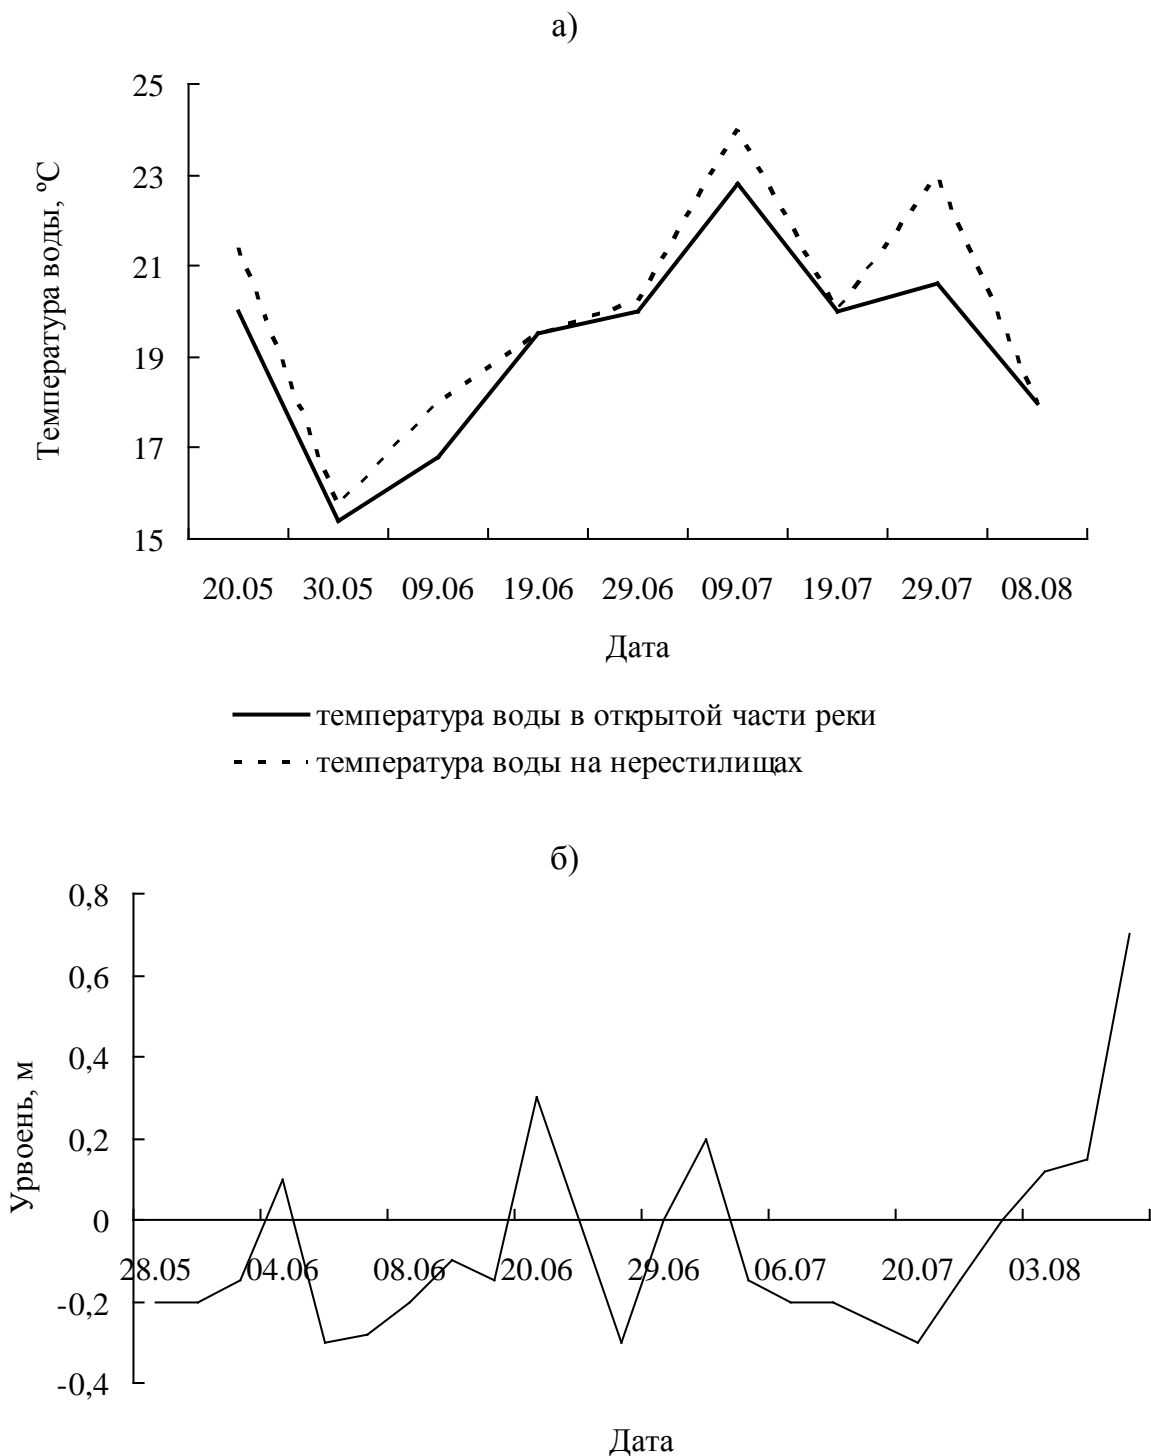 а)
25
23
21
19
17
15
Температура воды, ºС
20.05 30.05 09.06 19.06 29.06 09.07 19.07 29.07 08.08
Дата
температура воды в открытой части реки
температура воды на нерестилищах
б)
0,8
0,6
0,4
0,2
0
-0,2
-0,4
Урвоень, м
28.05 04.06 08.06 20.06 29.06 06.07 20.07 03.08
Дата